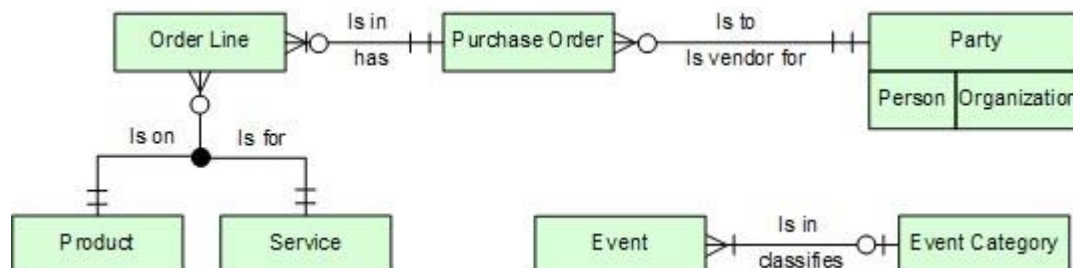 Is in
Is to
Order Line
Purchase Order
Party
has
Is vendor for
Person
Organization
Is on
Is for
Product
Service
Event
Is in
Event Category
classifies